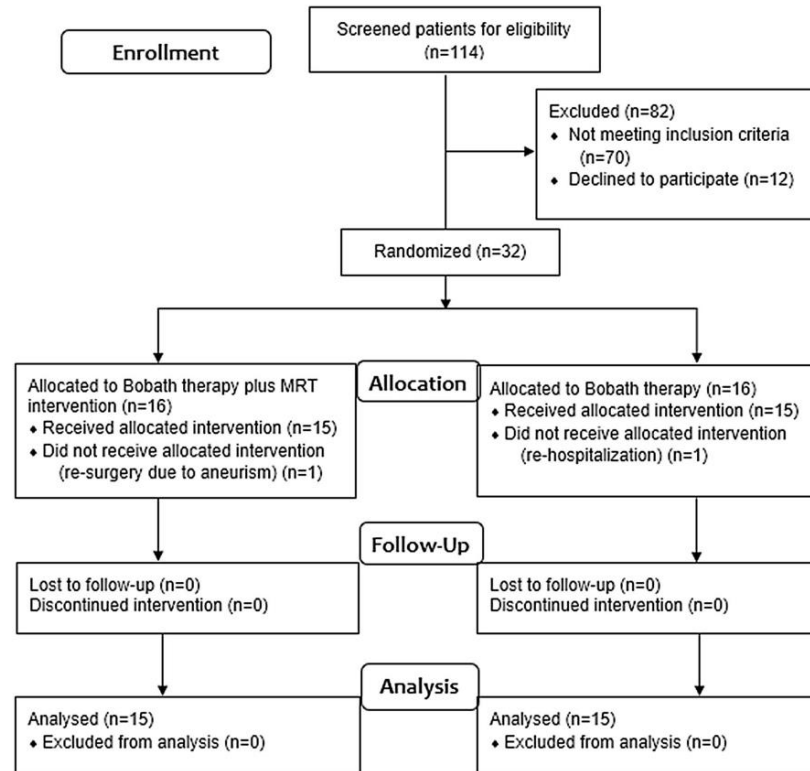 Enrollment
Screened patients for eligibility
(n=114)
Excluded (n=82)
⬥ Not meeting inclusion criteria
(n=70)
⬥ Declined to participate (n=12)
Randomized (n=32)
Allocation
Allocated to Bobath therapy plus MRT
intervention (n=16)
⬥ Received allocated intervention (n=15)
⬥ Did not receive allocated intervention
(re-surgery due to aneurism) (n=1)
Allocated to Bobath therapy (n=16)
⬥ Received allocated intervention (n=15)
⬥ Did not receive allocated intervention
(re-hospitalization) (n=1)
Follow-Up
Lost to follow-up (n=0)
Discontinued intervention (n=0)
Lost to follow-up (n=0)
Discontinued intervention (n=0)
Analysis
Analysed (n=15)
⬥ Excluded from analysis (n=0)
Analysed (n=15)
⬥ Excluded from analysis (n=0)